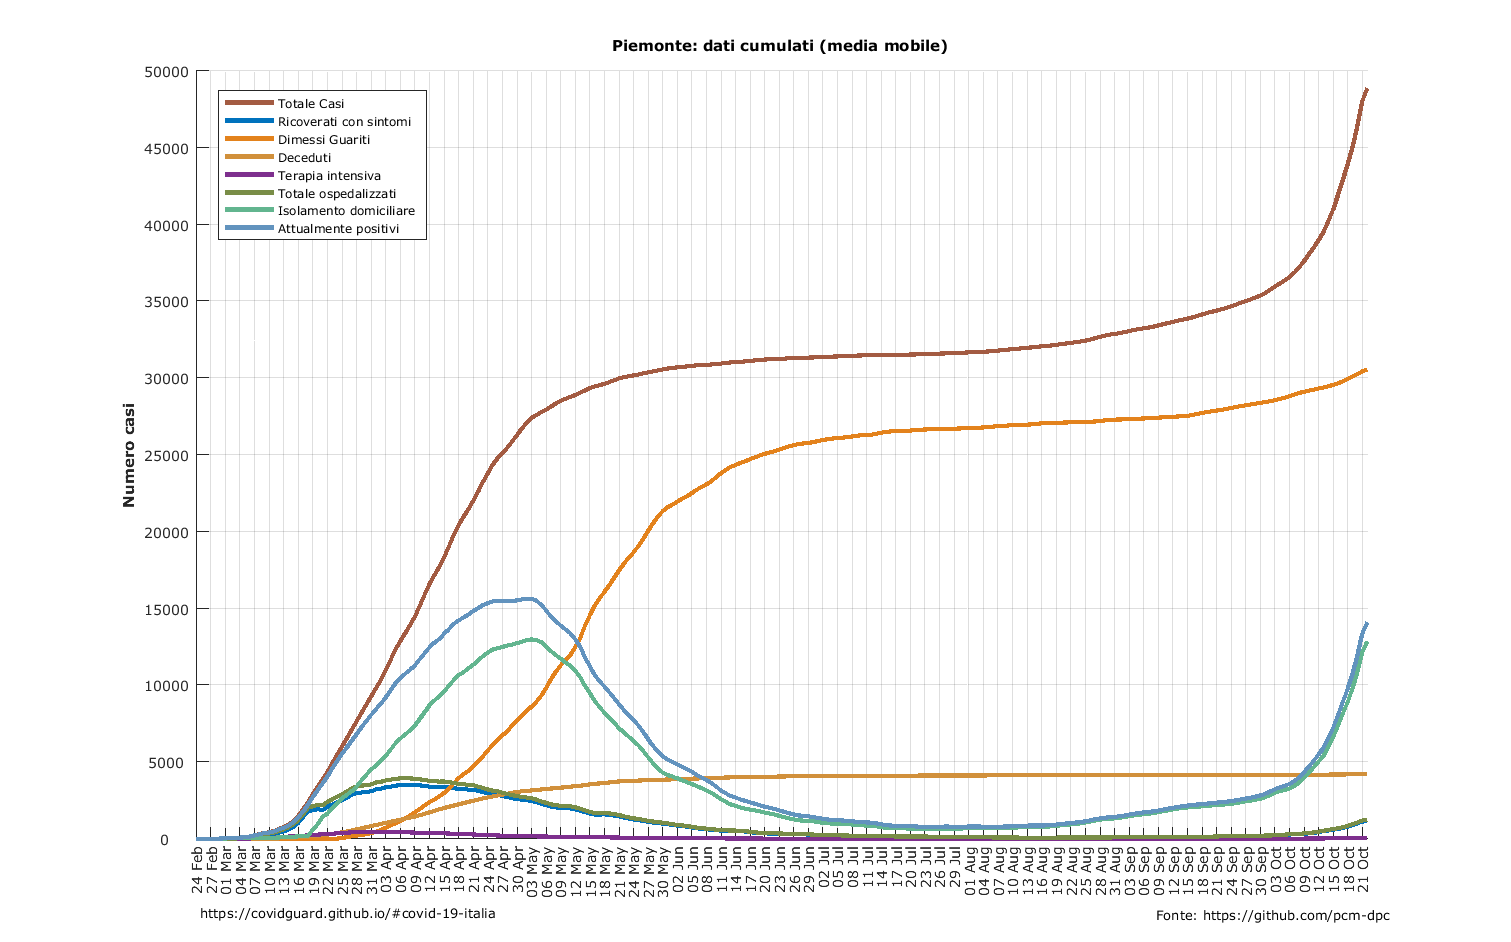 Piemonte: dati cumulati (media mobile)
Numero casi
50000
45000
40000
35000
30000
25000
20000
15000
10000
5000
0
Totale Casi
Ricoverati con sintomi
Dimessi Guariti
Deceduti
Terapia intensiva
Totale ospedalizzati
Isolamento domiciliare
Attualmente positivi
24 Feb
27 Feb
01 Mar
04 Mar
07 Mar
10 Mar
13 Mar
16 Mar
19 Mar
22 Mar
25 Mar
28 Mar
31 Mar
03 Apr
06 Apr
09 Apr
12 Apr
15 Apr
18 Apr
21 Apr
24 Apr
27 Apr
30 Apr
03 May
06 May
09 May
12 May
15 May
18 May
21 May
24 May
27 May
30 May
02 Jun
05 Jun
08 Jun
11 Jun
14 Jun
17 Jun
20 Jun
23 Jun
26 Jun
29 Jun
02 Jul
05 Jul
08 Jul
11 Jul
14 Jul
17 Jul
20 Jul
23 Jul
26 Jul
29 Jul
01 Aug
04 Aug
07 Aug
10 Aug
13 Aug
16 Aug
19 Aug
22 Aug
25 Aug
28 Aug
31 Aug
03 Sep
06 Sep
09 Sep
12 Sep
15 Sep
18 Sep
21 Sep
24 Sep
27 Sep
30 Sep
03 Oct
06 Oct
09 Oct
12 Oct
15 Oct
18 Oct
21 Oct
https://covidguard.github.io/#covid-19-italia
Fonte: https://github.com/pcm-dpc